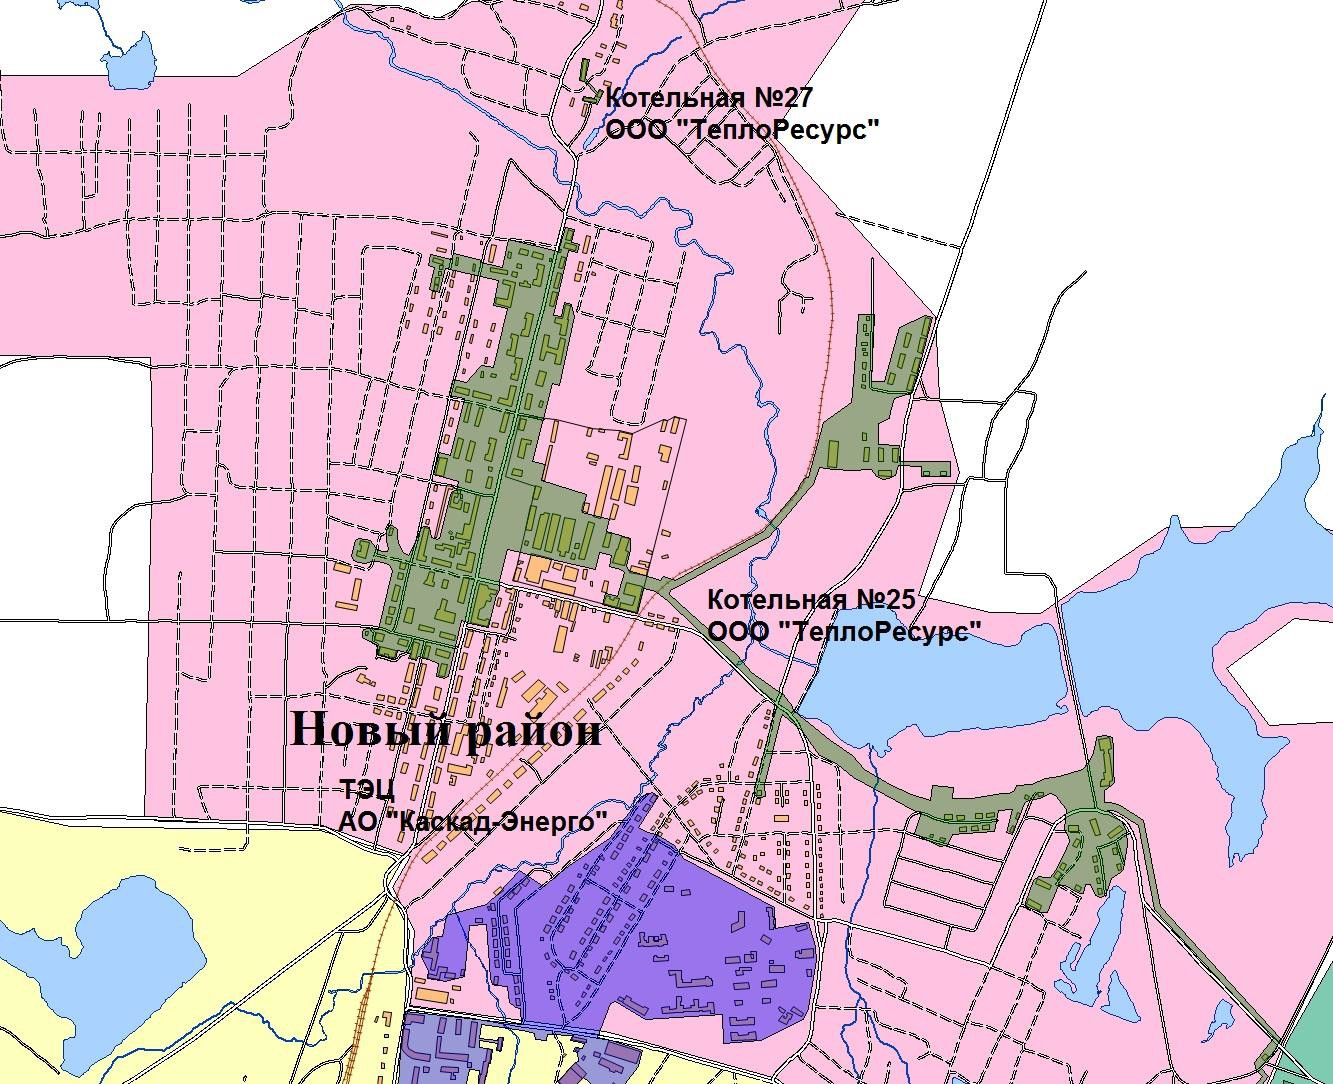 Котельная №27
ООО "ТеплоРесурс"
Котельная №25
ООО "ТеплоРесурс"
Новый район
ТЭЦ
АО "Каскад-Энерго"